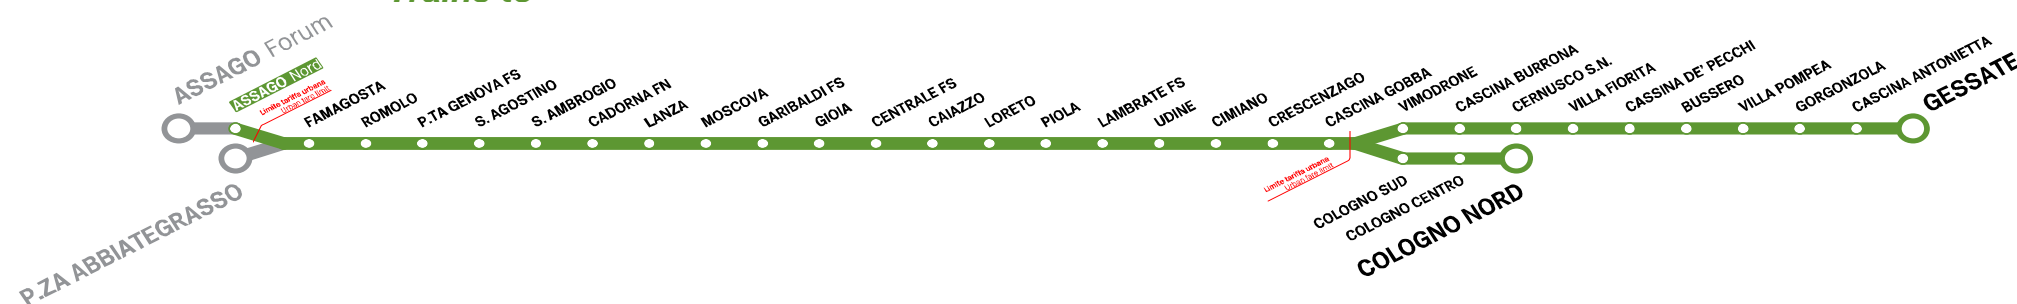 Trains to
ASSAGO Forum
ASSAGO Nord
Limite tariffa urbana
Urban fare limit
P.ZA ABBIATEGRASSO
FAMAGOSTA
ROMOLO
P.TA GENOVA FS
S. AGOSTINO
S. AMBROGIO
CADORNA FN
LANZA
MOSCOVA
GARIBALDI FS
GIOIA
CENTRALE FS
CAIAZZO
LORETO
PIOLA
LAMBRATE FS
UDINE
CIMIANO
CRESCENZAGO
CASCINA GOBBA
Limite tariffa urbana
Urban fare limit
VIMODRONE
CASCINA BURRONA
CERNUSCO S.N.
VILLA FIORITA
CASSINA DE' PECCHI
BUSSERO
VILLA POMPEA
GORGONZOLA
CASCINA ANTONIETTA
GESSATE
COLOGNO SUD
COLOGNO CENTRO
COLOGNO NORD